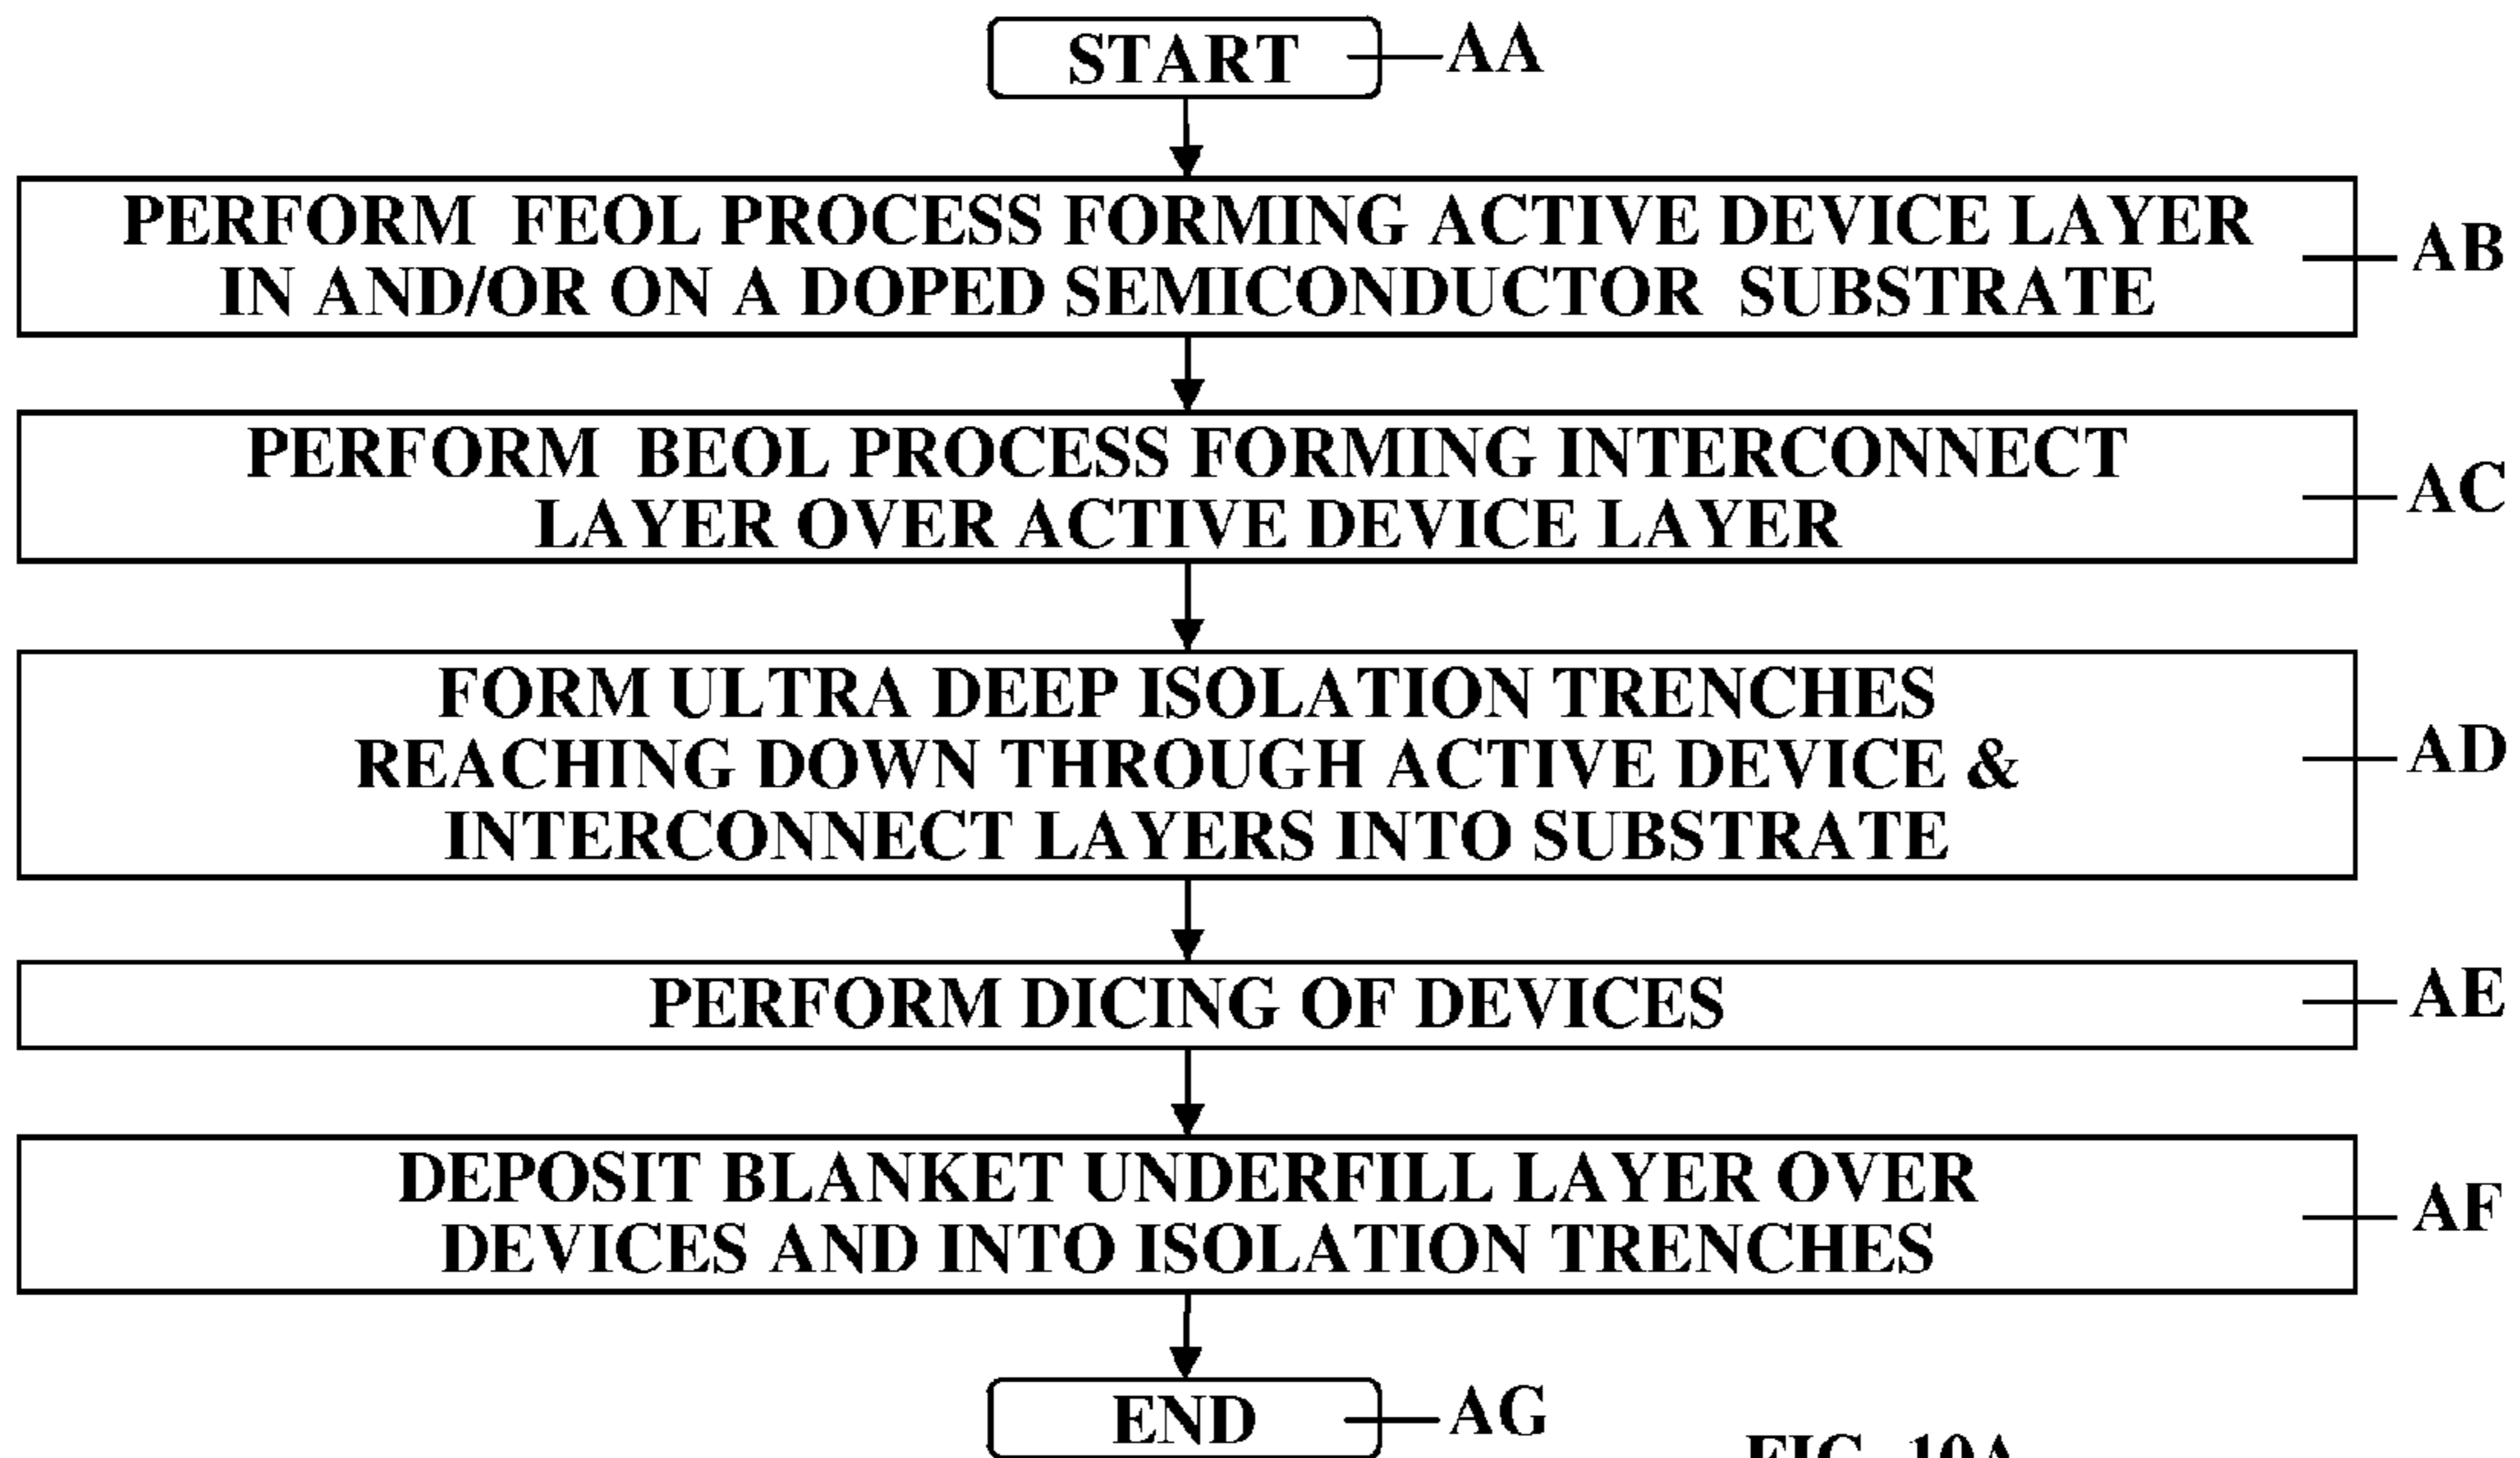 START
AA
PERFORM FEOL PROCESS FORMING ACTIVE DEVICE LAYER
IN AND/OR ON A DOPED SEMICONDUCTOR SUBSTRATE
AB
PERFORM BEOL PROCESS FORMING INTERCONNECT
LAYER OVER ACTIVE DEVICE LAYER
AC
FORM ULTRA DEEP ISOLATION TRENCHES
REACHING DOWN THROUGH ACTIVE DEVICE &
INTERCONNECT LAYERS INTO SUBSTRATE
AD
PERFORM DICING OF DEVICES
AE
DEPOSIT BLANKET UNDERFILL LAYER OVER
DEVICES AND INTO ISOLATION TRENCHES
AF
END
AG
FIG. 10A